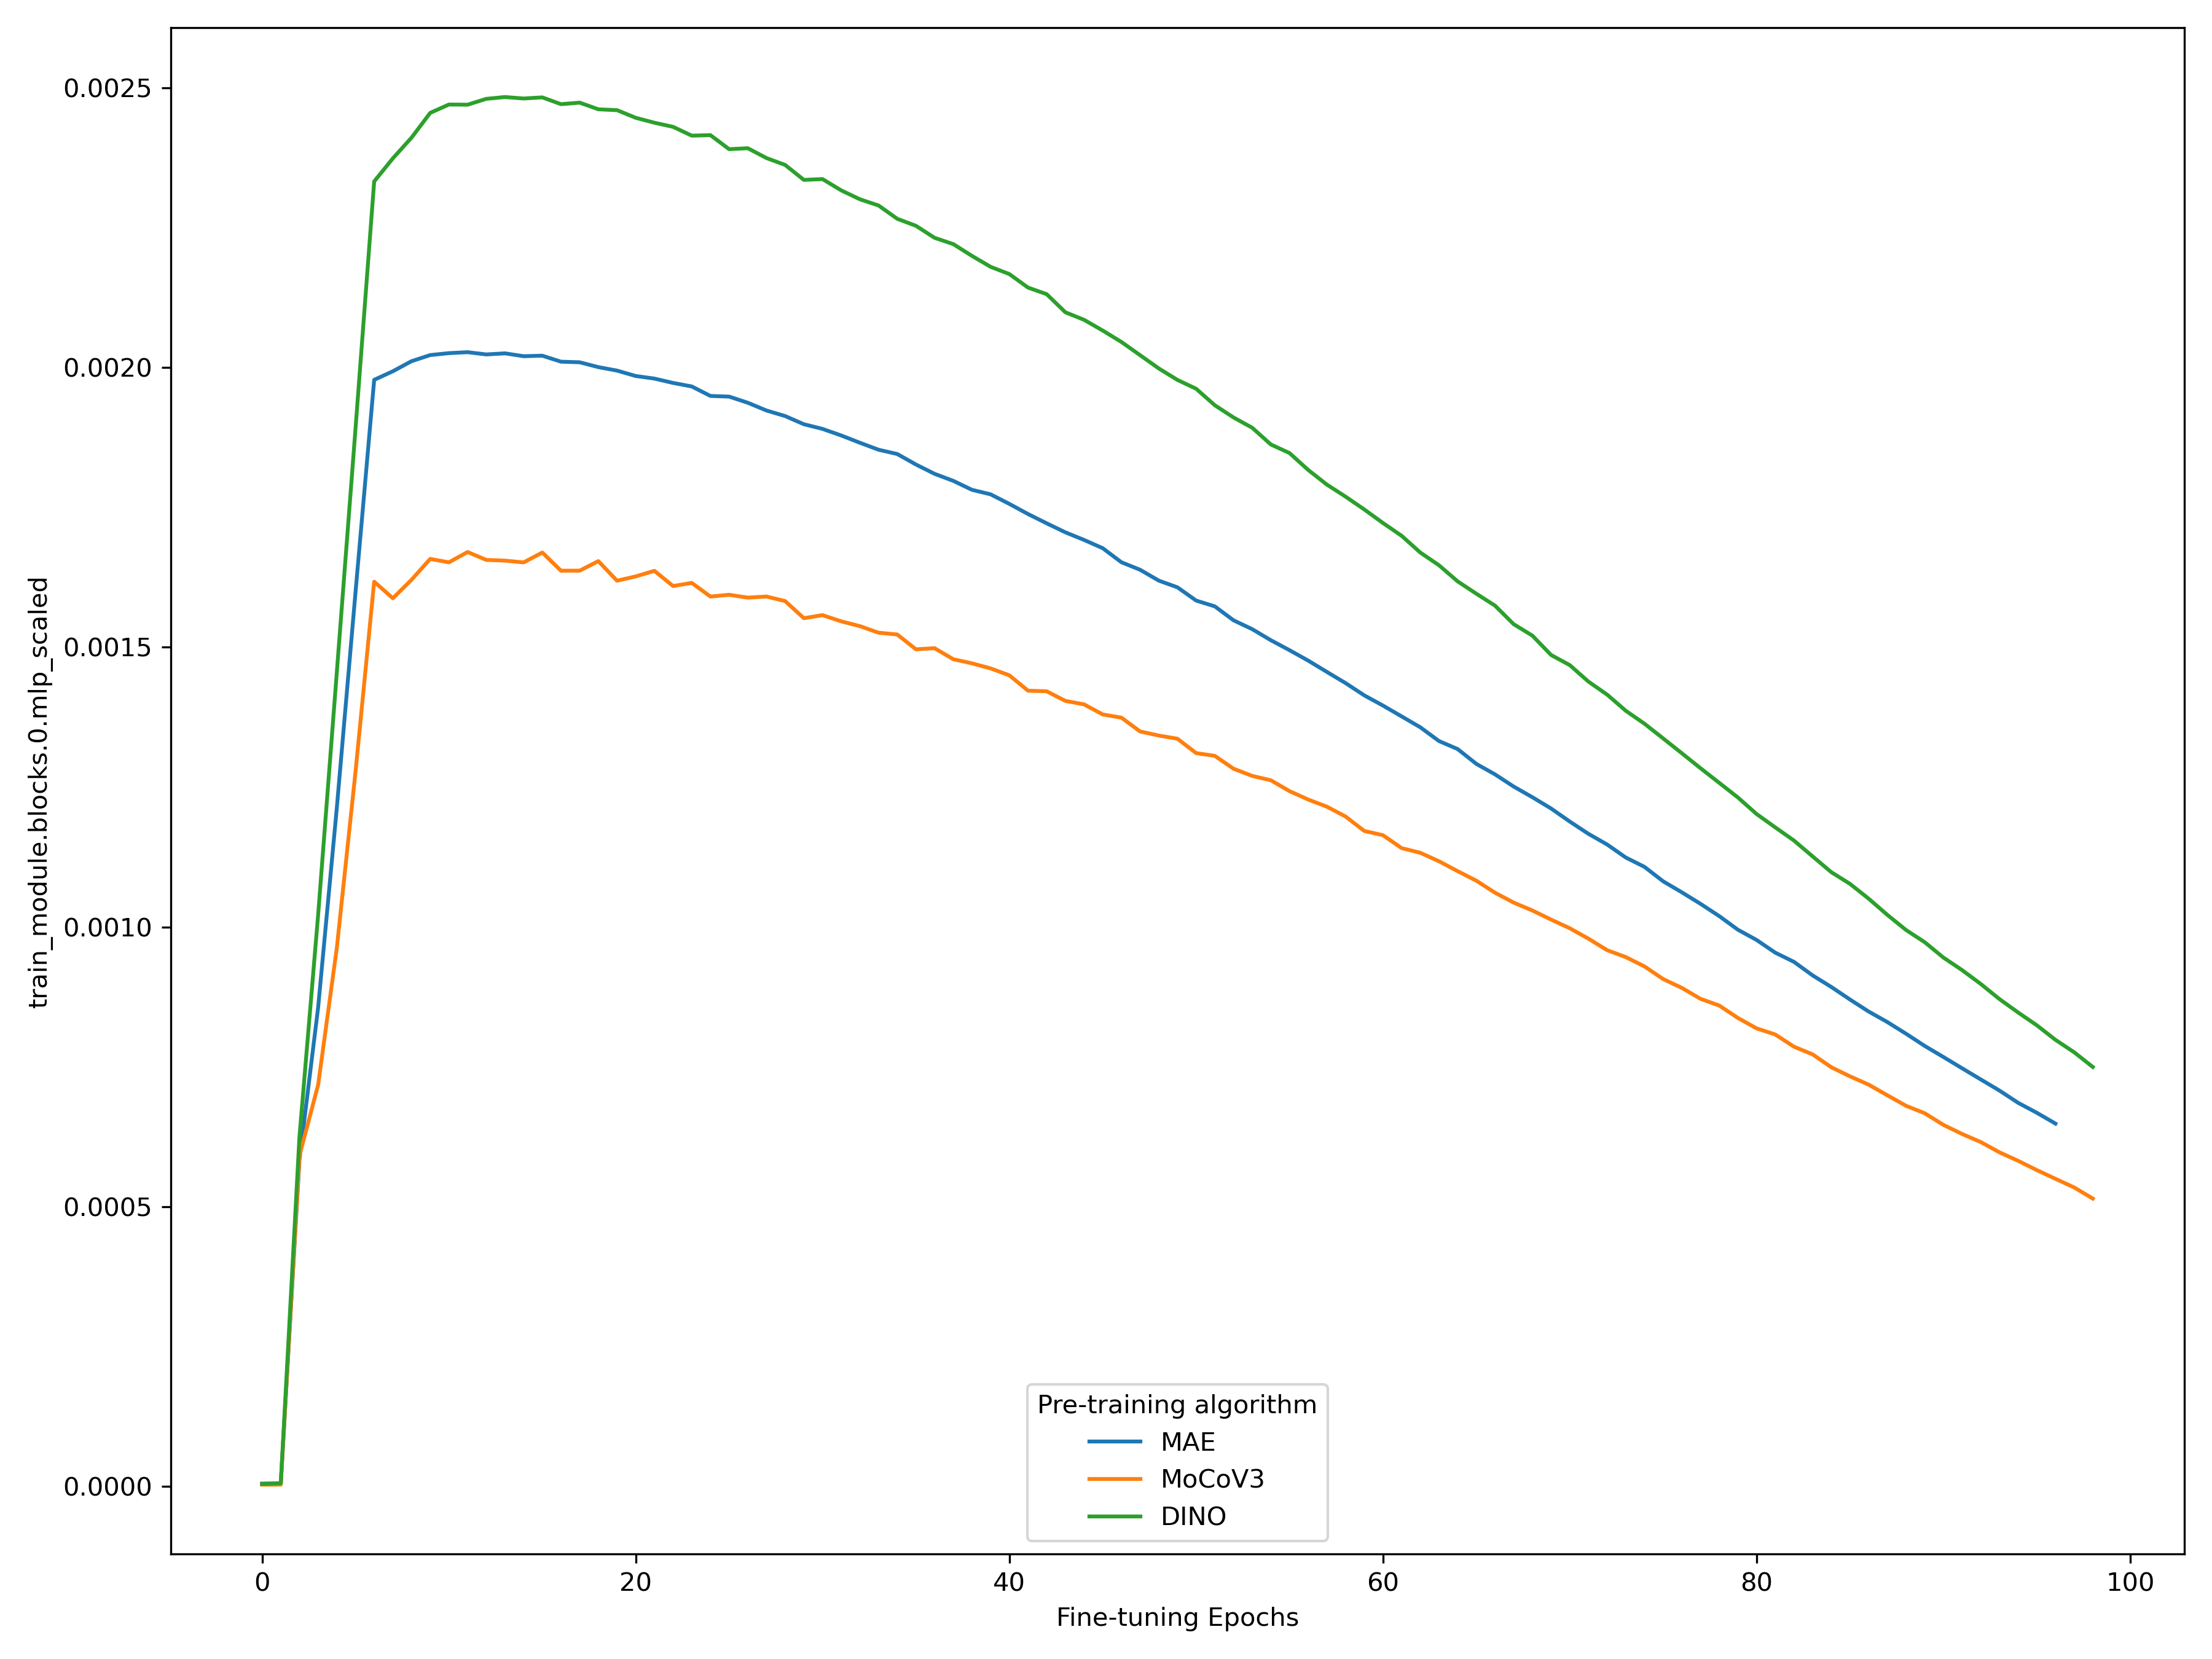 train_module.blocks.0.mlp_scaled
0.0025
0.0020
0.0015
0.0010
0.0005
0.0000
0
20
40
60
80
100
Fine-tuning Epochs
Pre-training algorithm
MAE
MoCoV3
DINO